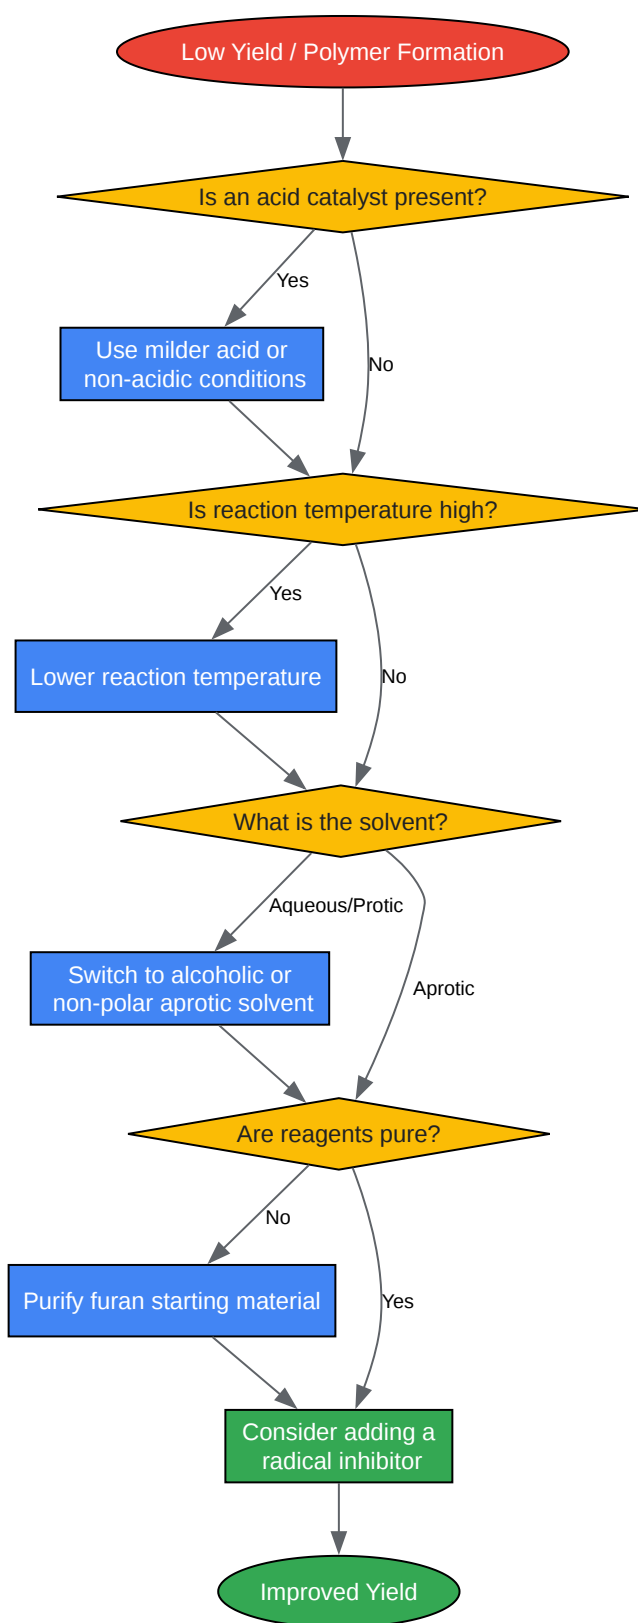 Low Yield / Polymer Formation
Is an acid catalyst present?
Yes
Use milder acid or
non-acidic conditions
No
Is reaction temperature high?
Yes
Lower reaction temperature
No
What is the solvent?
Aqueous/Protic
Switch to alcoholic or
non-polar aprotic solvent
Aprotic
Are reagents pure?
No
Purify furan starting material
Yes
Consider adding a
radical inhibitor
Improved Yield